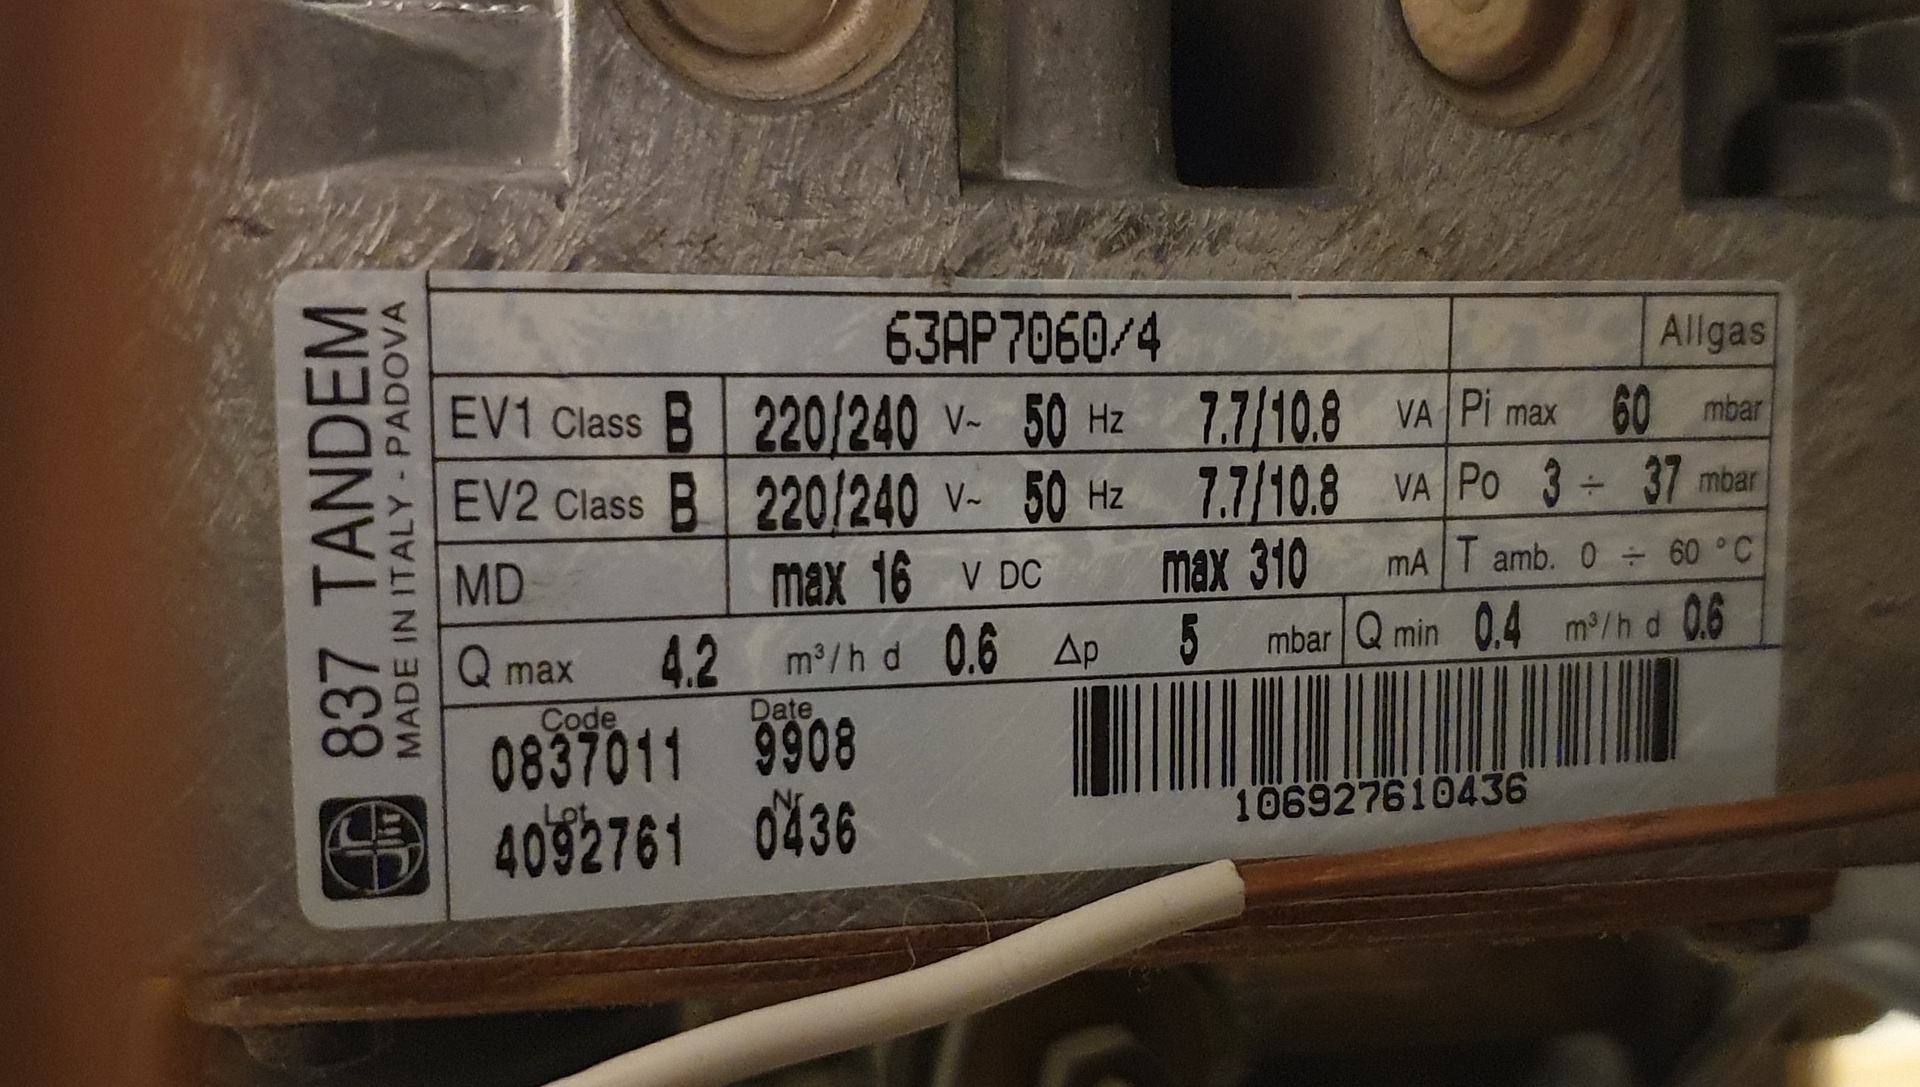 837 TANDEM
MADE IN ITALY - PADOVA
63AP7060/4 Allgas
EV1 Class B 220/240 V~ 50 Hz 7.7/10.8 VA Pi max 60 mbar
EV2 Class B 220/240 V~ 50 Hz 7.7/10.8 VA Po 3 ÷ 37 mbar
MD max 16 V DC max 310 mA T amb. 0 ÷ 60 °C
Q max 4.2 m³/h d 0.6 Δp 5 mbar Q min 0.4 m³/h d 0.6
Code Date
0837011 9908
Lot Nr
4092761 0436
106927610436